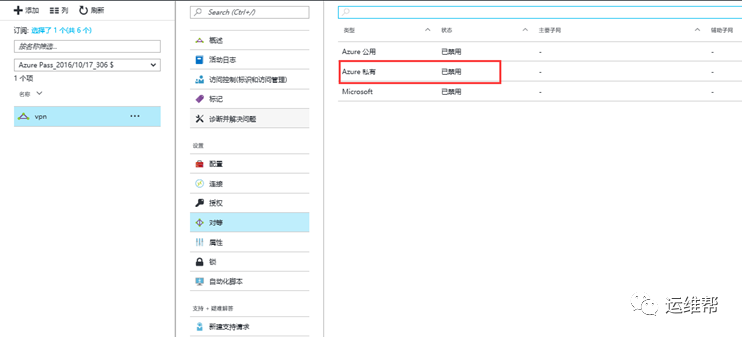 添加 列 刷新
订阅: 选择了 1 个(共 6 个)
按名称筛选...
Azure Pass_2016/10/17_306 $
1 个项
名称
vpn ...
Search (Ctrl+/)
概述
活动日志
访问控制(标识和访问管理)
标记
诊断并解决问题
设置
配置
连接
授权
对等
属性
锁
自动化脚本
支持 + 疑难解答
新建支持请求
类型 状态 主要子网 辅助子网
Azure 公用 已禁用 - -
Azure 私有 已禁用 - -
Microsoft 已禁用 - -
运维帮